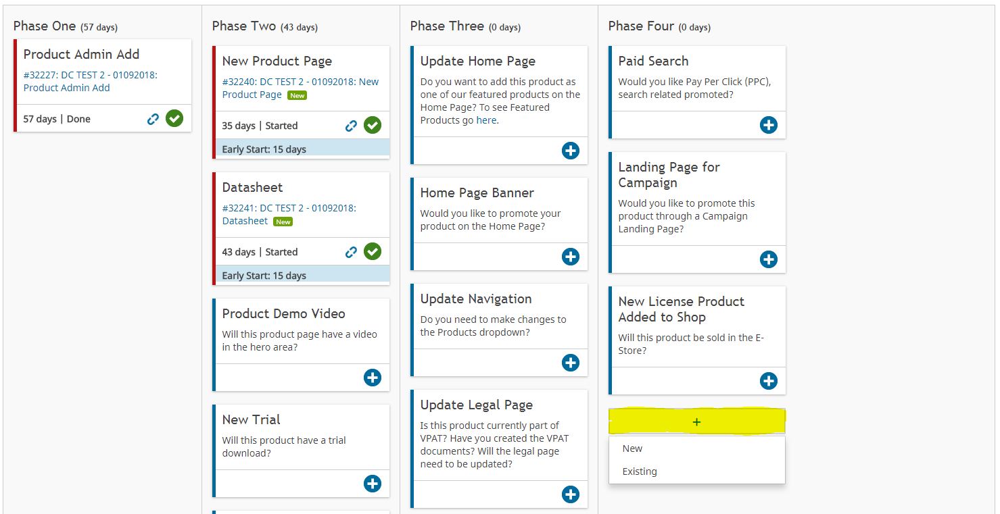 Phase One (57 days)
Product Admin Add
#32227: DC TEST 2 - 01092018:
Product Admin Add
57 days | Done
Phase Two (43 days)
New Product Page
#32240: DC TEST 2 - 01092018: New
Product Page New
35 days | Started
Early Start: 15 days
Datasheet
#32241: DC TEST 2 - 01092018:
Datasheet New
43 days | Started
Early Start: 15 days
Product Demo Video
Will this product page have a video
in the hero area?
New Trial
Will this product have a trial
download?
Phase Three (0 days)
Update Home Page
Do you want to add this product as
one of our featured products on the
Home Page? To see Featured
Products go here.
Home Page Banner
Would you like to promote your
product on the Home Page?
Update Navigation
Do you need to make changes to
the Products dropdown?
Update Legal Page
Is this product currently part of
VPAT? Have you created the VPAT
documents? Will the legal page
need to be updated?
Phase Four (0 days)
Paid Search
Would you like Pay Per Click (PPC),
search related promoted?
Landing Page for
Campaign
Would you like to promote this
product through a Campaign
Landing Page?
New License Product
Added to Shop
Will this product be sold in the E-
Store?
+
New
Existing